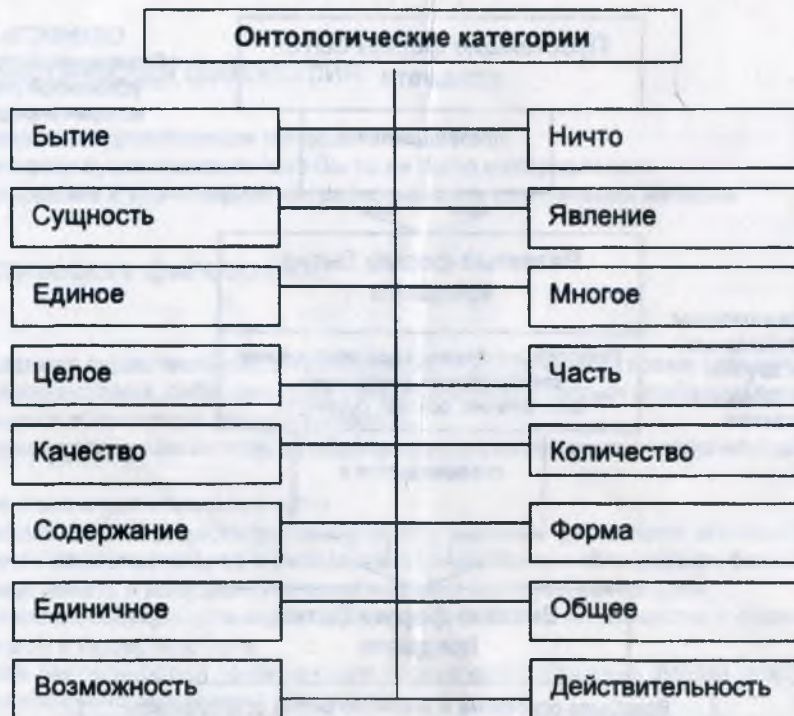 Онтологические категории
Бытие
Ничто
Сущность
Явление
Единое
Многое
Целое
Часть
Качество
Количество
Содержание
Форма
Единичное
Общее
Возможность
Действительность